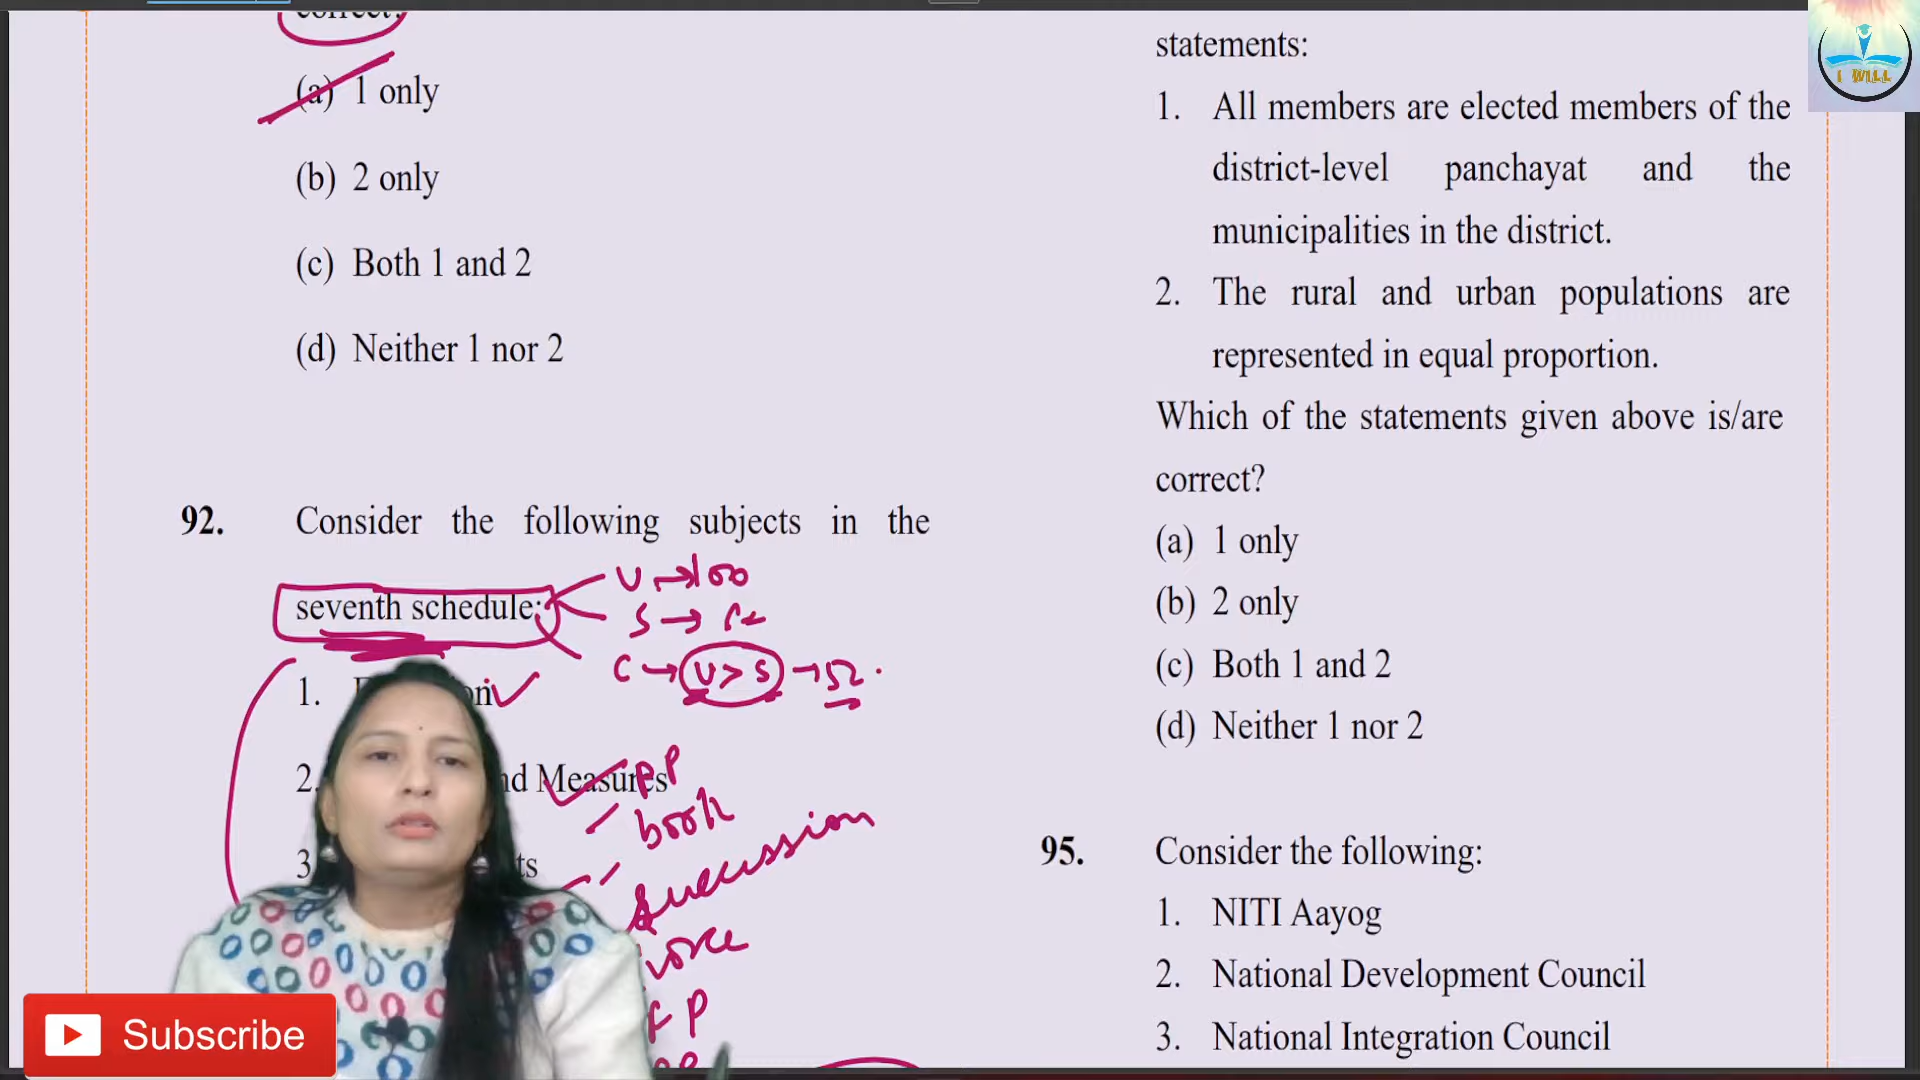 correct?
(a) 1 only
(b) 2 only
(c) Both 1 and 2
(d) Neither 1 nor 2
92. Consider the following subjects in the
seventh schedule:
U → 100
S →
C → U > S → 52.
1.
2. nd Measures
3 ts
PP
book
succession
FP
Subscribe
statements:
1. All members are elected members of the
district-level panchayat and the
municipalities in the district.
2. The rural and urban populations are
represented in equal proportion.
Which of the statements given above is/are
correct?
(a) 1 only
(b) 2 only
(c) Both 1 and 2
(d) Neither 1 nor 2
95. Consider the following:
1. NITI Aayog
2. National Development Council
3. National Integration Council
I WILL